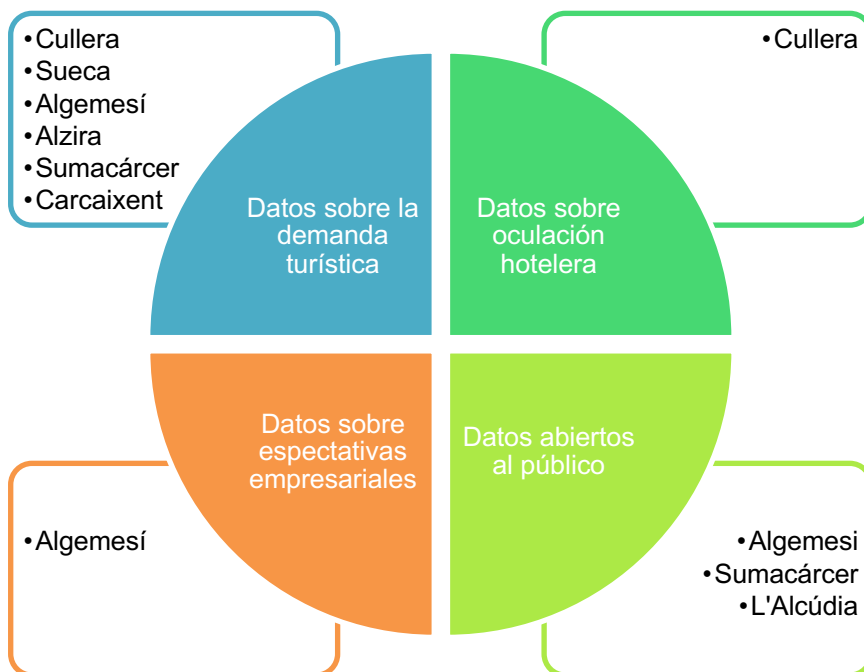 •Cullera
•Sueca
•Algemesí
•Alzira
•Sumacárcer
•Carcaixent
Datos sobre la
demanda
turística
•Cullera
Datos sobre
oculación
hotelera
Datos sobre
espectativas
empresariales
•Algemesí
Datos abiertos
al público
•Algemesi
•Sumacárcer
•L'Alcúdia